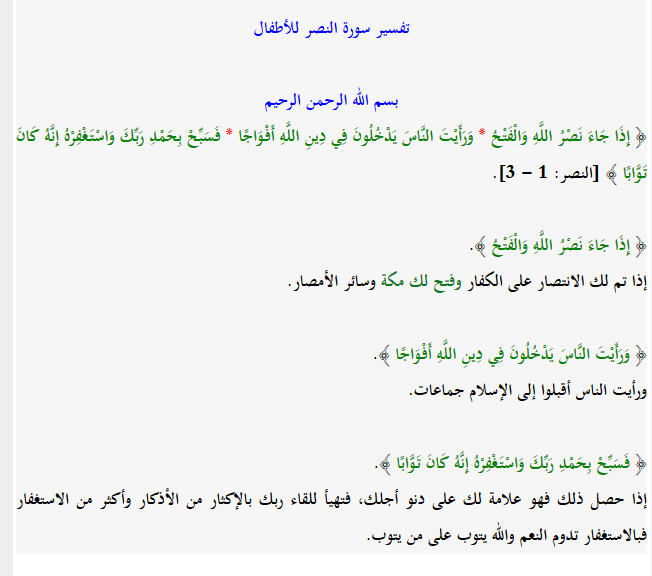 تفسير سورة النصر للأطفال
بسم الله الرحمن الرحيم
﴿ إِذَا جَاءَ نَصْرُ اللَّهِ وَالْفَتْحُ * وَرَأَيْتَ النَّاسَ يَدْخُلُونَ فِي دِينِ اللَّهِ أَفْوَاجًا * فَسَبِّحْ بِحَمْدِ رَبِّكَ وَاسْتَغْفِرْهُ إِنَّهُ كَانَ
تَوَّابًا ﴾ [النصر: 1 – 3].
﴿ إِذَا جَاءَ نَصْرُ اللَّهِ وَالْفَتْحُ ﴾.
إذا تم لك الانتصار على الكفار وفتح لك مكة وسائر الأمصار.
﴿ وَرَأَيْتَ النَّاسَ يَدْخُلُونَ فِي دِينِ اللَّهِ أَفْوَاجًا ﴾.
ورأيت الناس أقبلوا إلى الإسلام جماعات.
﴿ فَسَبِّحْ بِحَمْدِ رَبِّكَ وَاسْتَغْفِرْهُ إِنَّهُ كَانَ تَوَّابًا ﴾.
إذا حصل ذلك فهو علامة لك على دنو أجلك، فتهيأ للقاء ربك بالإكثار من الأذكار وأكثر من الاستغفار
فبالاستغفار تدوم النعم والله يتوب على من يتوب.